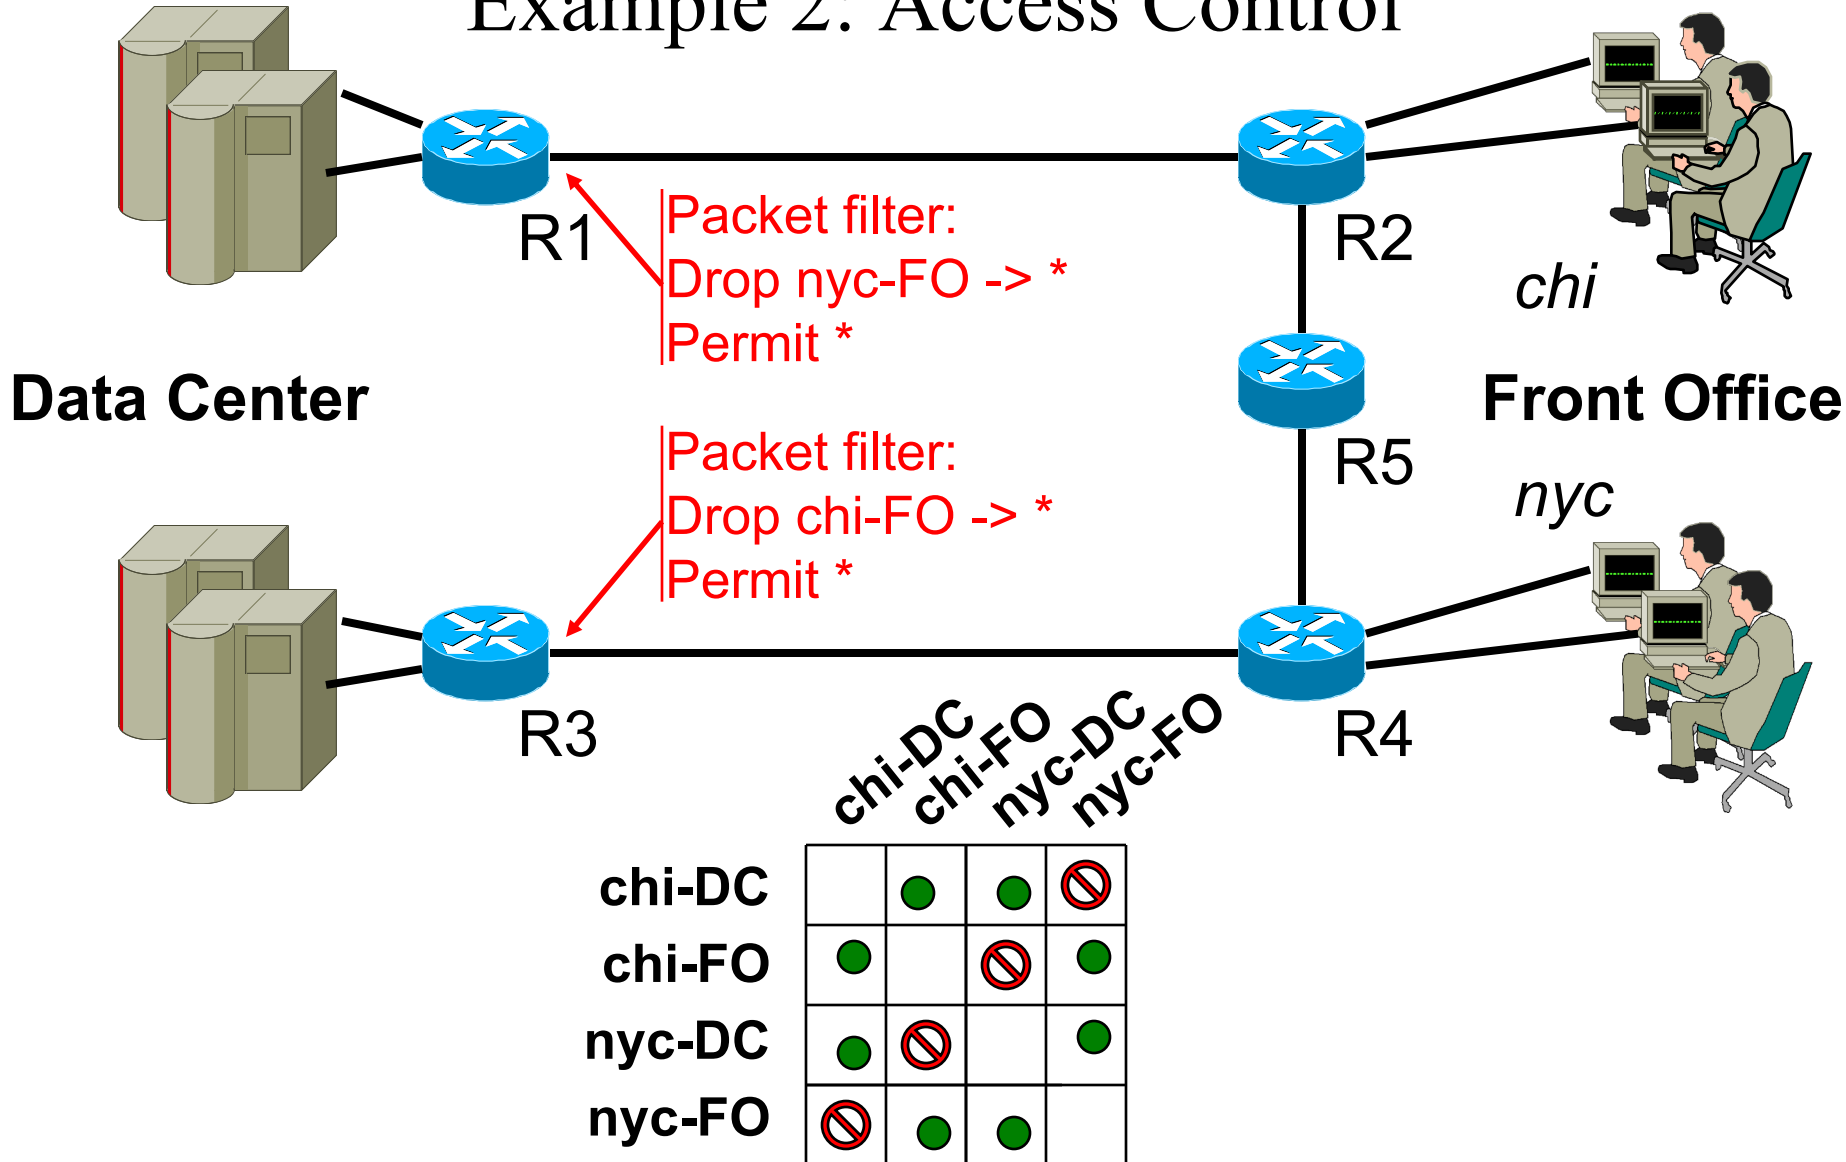 Example 2: Access Control
R1
R2
Packet filter:
Drop nyc-FO -> *
Permit *
chi
Data Center
Front Office
R5
Packet filter:
Drop chi-FO -> *
Permit *
nyc
R3
R4
chi-DC
chi-FO
nyc-DC
nyc-FO
chi-DC
chi-FO
nyc-DC
nyc-FO